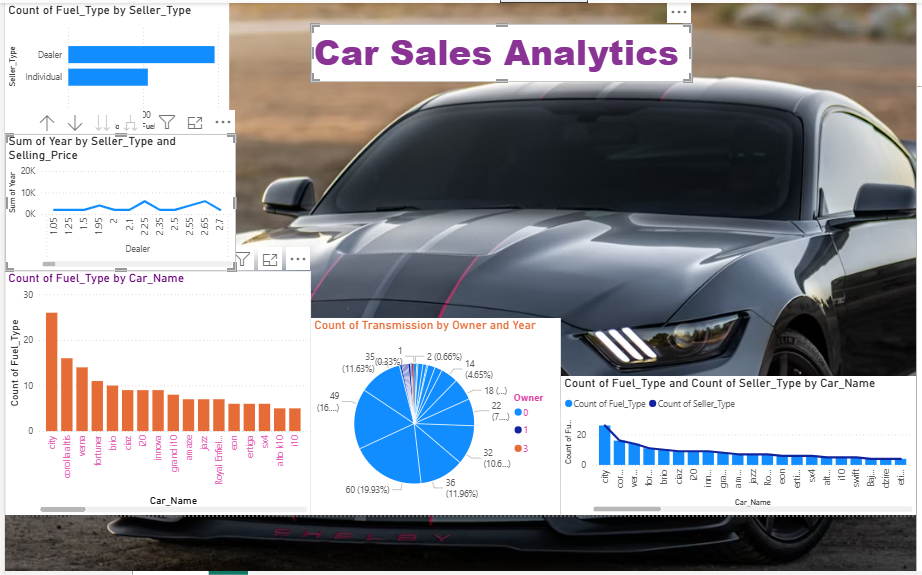 Count of Fuel_Type by Seller_Type
Car Sales Analytics
Seller_Type
Dealer
Individual
Sum of Year by Seller_Type and
Selling_Price
Sum of Year
20K
10K
0K
1.05 1.25 1.5 1.95 2 2.1 2.25 2.35 2.5 2.55 2.65 2.7
Dealer
Count of Fuel_Type by Car_Name
Count of Fuel_Type
30
20
10
0
city corolla altis verna fortuner brio ciaz i20 innova grand i10 amaze jazz Royal Enfiel... eon ertiga sx4 alto k10 i10
Car_Name
Count of Transmission by Owner and Year
1
2 (0.66%)
14
(4.65%)
18 (...)
22
(7....)
32
(10.6...)
36
(11.96%)
60 (19.93%)
49
(16....)
35
(11.63%)
(0.33%)
Owner
0
1
3
Count of Fuel_Type and Count of Seller_Type by Car_Name
Count of Fuel_Type Count of Seller_Type
Count of Fu...
20
0
city cor... ver... for... brio ciaz i20 inn... gra... am... jazz Ro... eon erti... sx4 alt... i10 swift Baj... dzire eti...
Car_Name
SHELBY